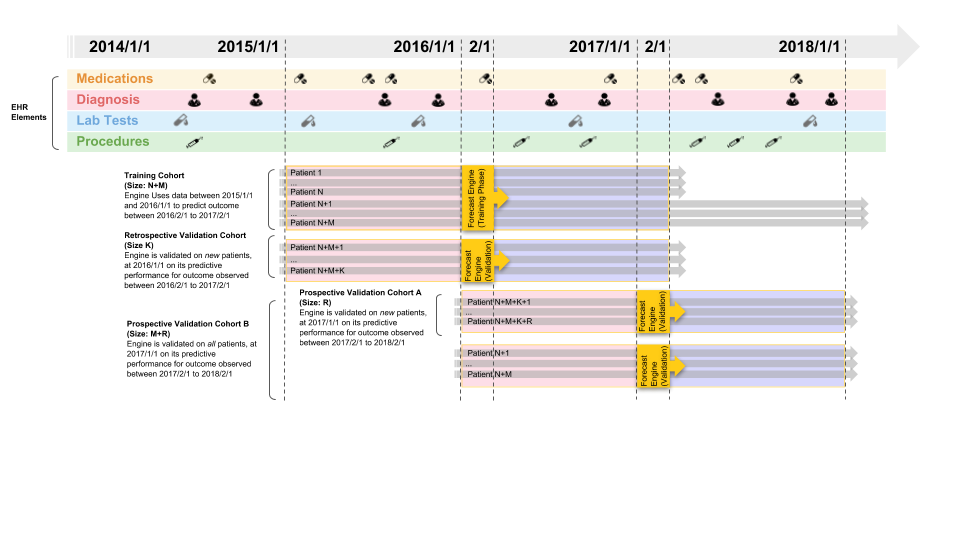 2014/1/1 2015/1/1 2016/1/1 2/1 2017/1/1 2/1 2018/1/1
EHR
Elements
Medications
Diagnosis
Lab Tests
Procedures
Training Cohort
(Size: N+M)
Engine Uses data between 2015/1/1
and 2016/1/1 to predict outcome
between 2016/2/1 to 2017/2/1
Patient 1
...
Patient N
Patient N+1
...
Patient N+M
Forecast Engine
(Training Phase)
Retrospective Validation Cohort
(Size K)
Engine is validated on new patients,
at 2016/1/1 on its predictive
performance for outcome observed
between 2016/2/1 to 2017/2/1
Patient N+M+1
...
Patient N+M+K
Forecast
Engine
(Validation)
Prospective Validation Cohort A
(Size: R)
Engine is validated on new patients,
at 2017/1/1 on its predictive
performance for outcome observed
between 2017/2/1 to 2018/2/1
Patient N+M+K+1
...
Patient N+M+K+R
Forecast
Engine
(Validation)
Prospective Validation Cohort B
(Size: M+R)
Engine is validated on all patients, at
2017/1/1 on its predictive
performance for outcome observed
between 2017/2/1 to 2018/2/1
Patient N+1
...
Patient N+M
Forecast
Engine
(Validation)